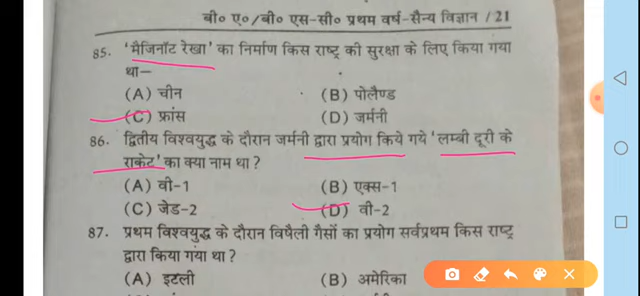 बी० ए०/बी० एस-सी० प्रथम वर्ष-सैन्य विज्ञान / 21
85. 'मैजिनॉट रेखा' का निर्माण किस राष्ट्र की सुरक्षा के लिए किया गया
था—
(A) चीन (B) पोलैण्ड
(C) फ्रांस (D) जर्मनी
86. द्वितीय विश्वयुद्ध के दौरान जर्मनी द्वारा प्रयोग किये गये 'लम्बी दूरी के
राकेट' का क्या नाम था ?
(A) वी-1 (B) एक्स-1
(C) जेड-2 (D) वी-2
87. प्रथम विश्वयुद्ध के दौरान विषैली गैसों का प्रयोग सर्वप्रथम किस राष्ट्र
द्वारा किया गया था ?
(A) इटली (B) अमेरिका